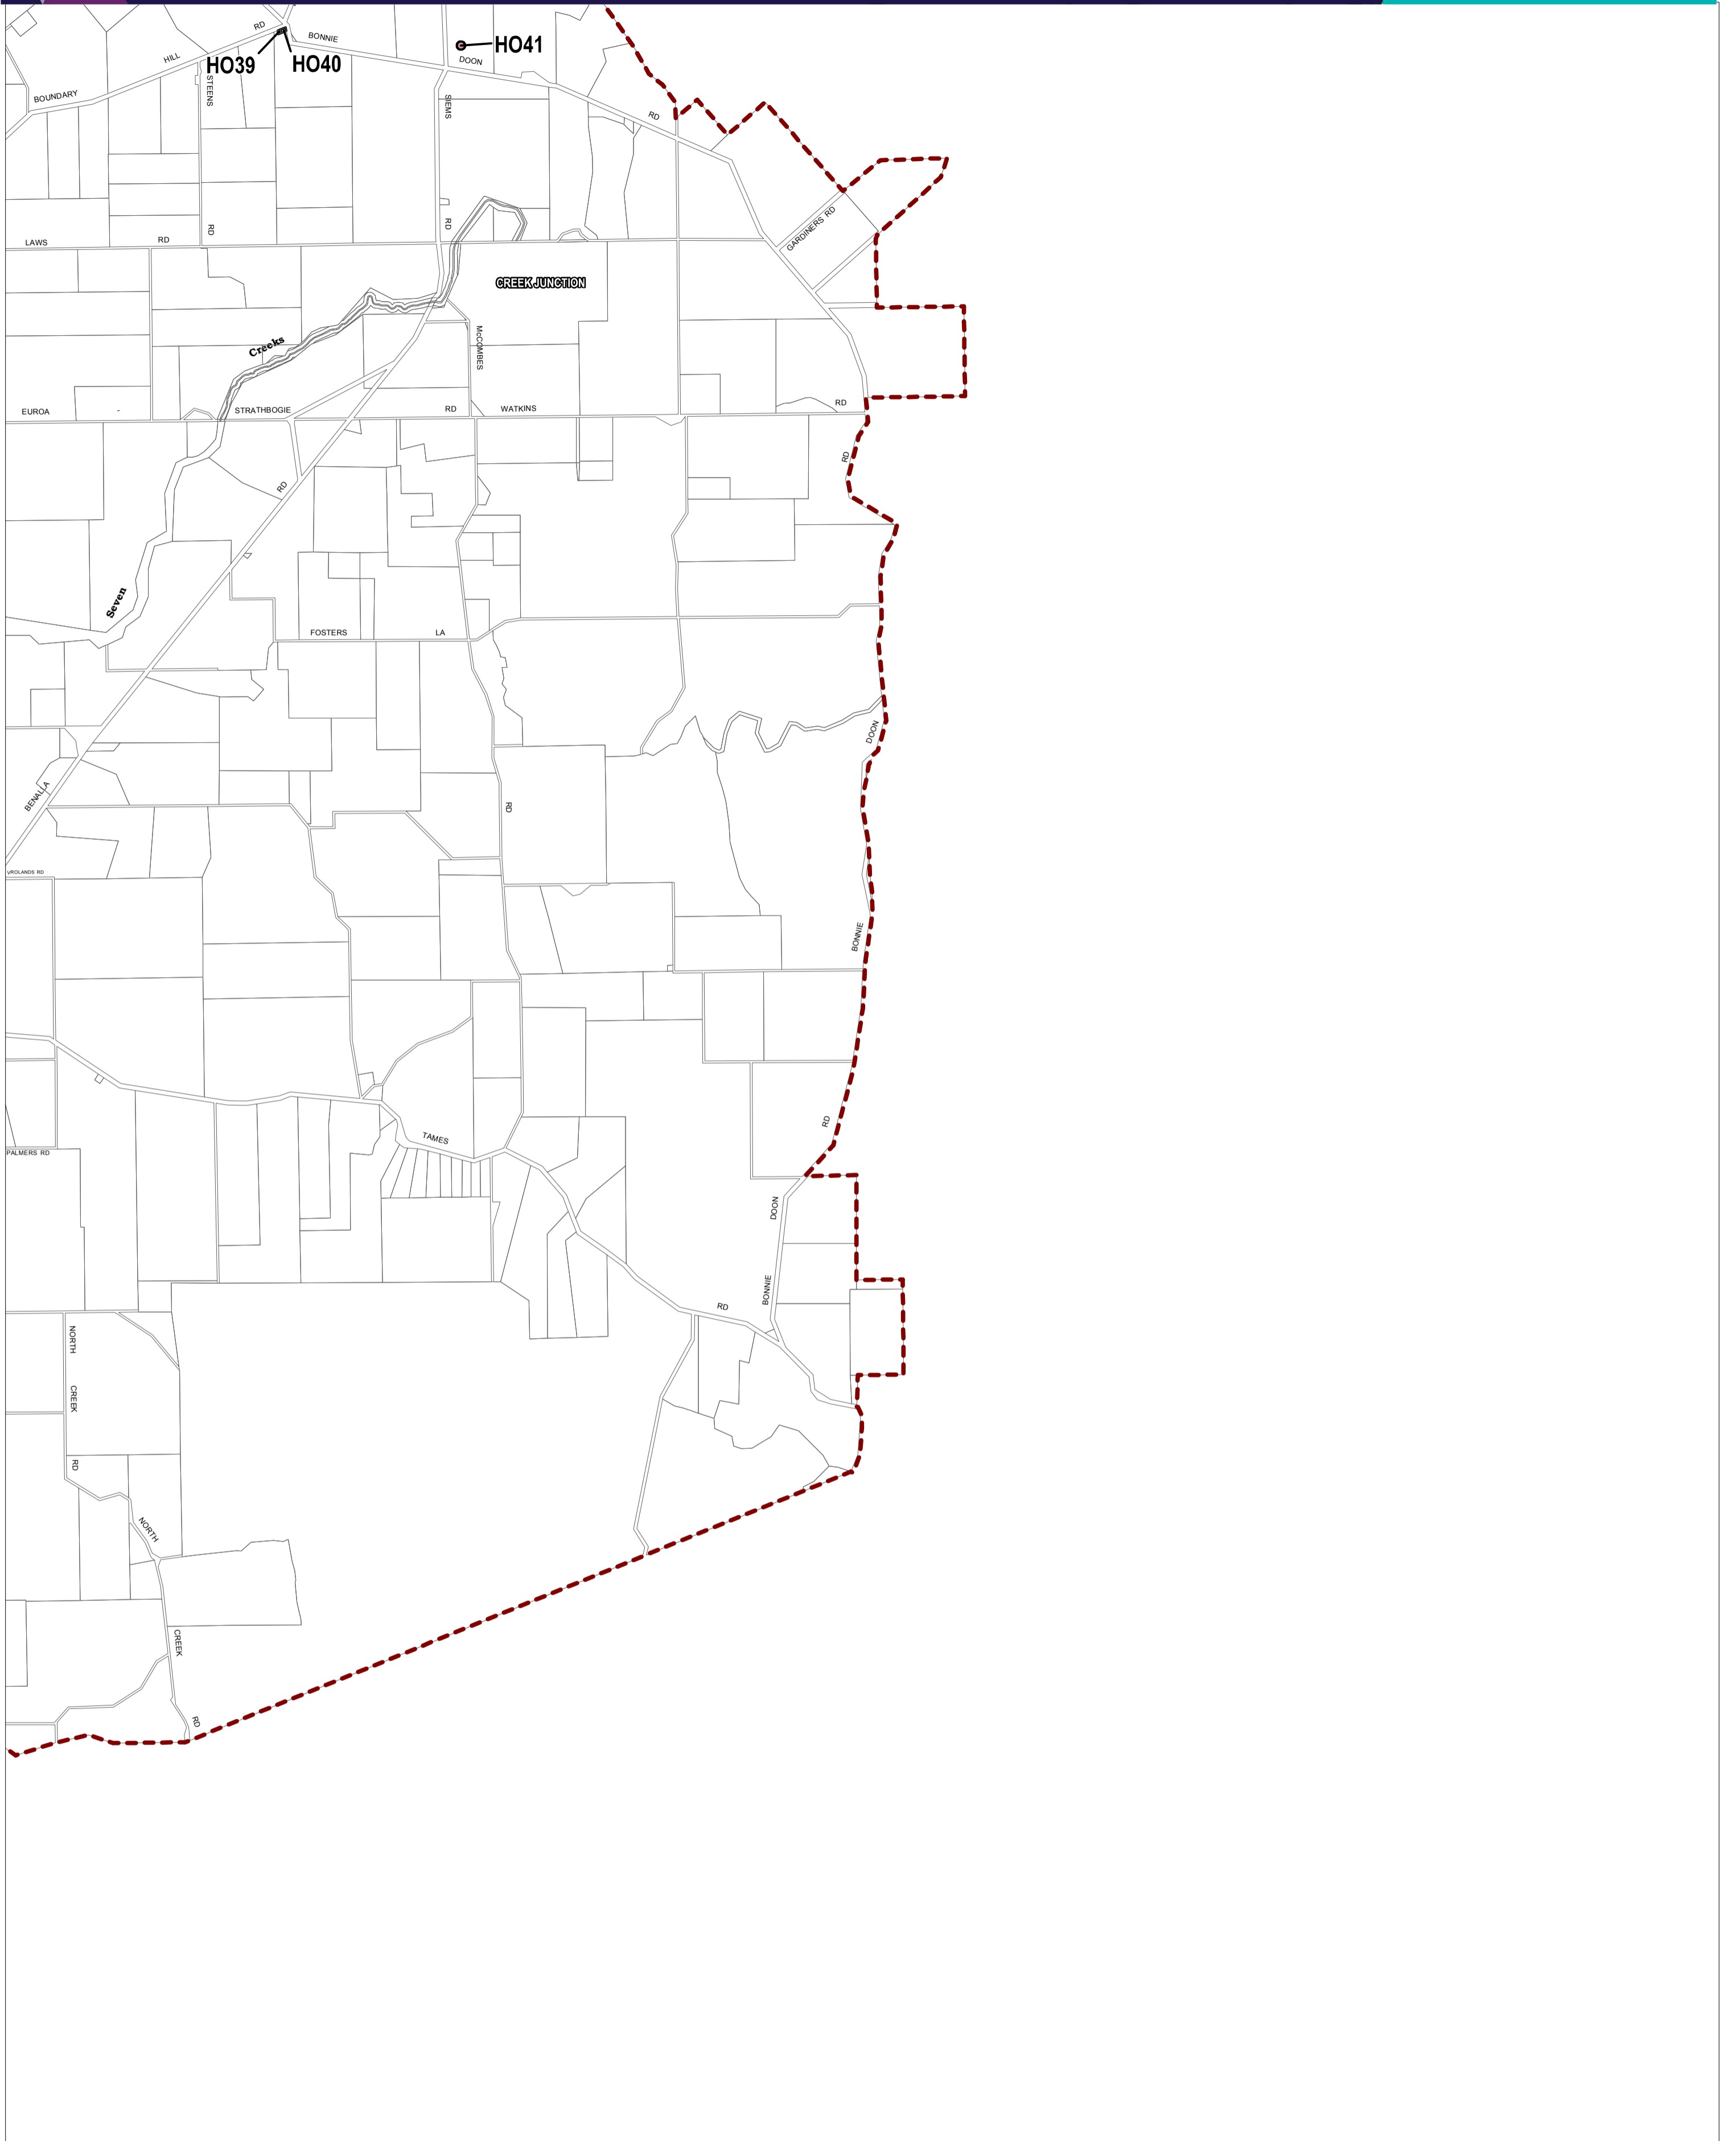 BONNIE
HO41
RD
HILL
HO39
HO40
DOON
STEENS
BOUNDARY
SIEMS
RD
GARDINERS RD
RD
RD
LAWS
RD
CREEK JUNCTION
Creeks
McCOMBES
RD
EUROA
-
STRATHBOGIE
RD
WATKINS
RD
RD
Seven
FOSTERS
LA
DOON
BENALLA
RD
VROLANDS RD
BONNIE
RD
TAMES
PALMERS RD
DOON
BONNIE
RD
NORTH
CREEK
RD
NORTH
CREEK
RD